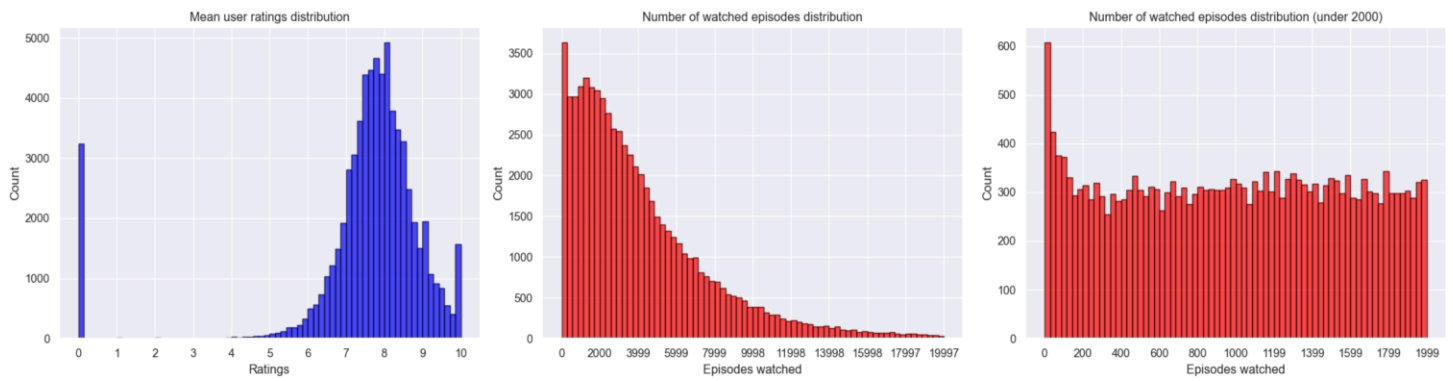 Mean user ratings distribution
5000
4000
3000
2000
1000
0
Count
0 1 2 3 4 5 6 7 8 9 10
Ratings
Number of watched episodes distribution
3500
3000
2500
2000
1500
1000
500
0
Count
0 2000 3999 5999 7999 9998 11998 13998 15998 17997 19997
Episodes watched
Number of watched episodes distribution (under 2000)
600
500
400
300
200
100
0
Count
0 200 400 600 800 1000 1199 1399 1599 1799 1999
Episodes watched